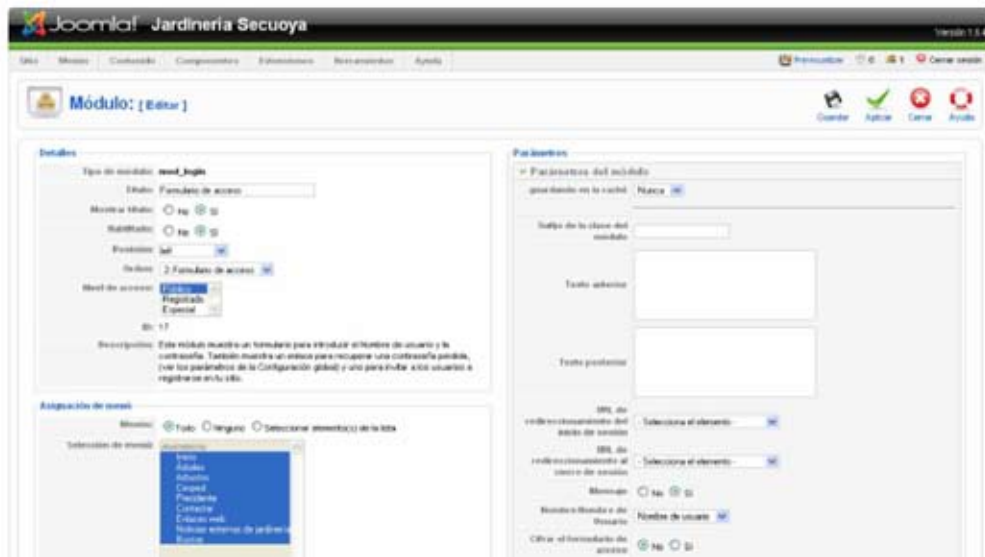 Joomla! Jardineria Secuoya
Sitio Menús Contenido Componentes Extensiones Herramientas Ayuda
Previsualizar 0 1 Cerrar sesión
Módulo: [ Editar ]
Guardar Aplicar Cerrar Ayuda
Detalles
Tipo de módulo: mod_login
Título: Formulario de acceso
Mostrar título: No Sí
Habilitado: No Sí
Posición: left
Orden: 2::Formulario de acceso
Nivel de acceso: Público
Registrado
Especial
ID: 17
Descripción: Este módulo muestra un formulario para introducir el Nombre de usuario y la
contraseña. También muestra un enlace para recuperar una contraseña perdida,
(ver los parámetros de la Configuración global) y uno para invitar a los usuarios a
registrarse en tu sitio.
Asignación de menú
Menús: Todo Ninguno Seleccionar elemento(s) de la lista
Selección de menú:
Inicio
Árboles
Arbustos
Césped
Presidente
Contactar
Enlaces web
Noticias externas de jardinería
Buscar
Parámetros
Parámetros del módulo
guardando en la caché Nunca
Sufijo de la clase del
módulo
Texto anterior
Texto posterior
URL de
redireccionamiento del
inicio de sesión
- Selecciona el elemento -
URL de
redireccionamiento al
cierre de sesión
- Selecciona el elemento -
Mensaje No Sí
Nombre de usuario
Usuario
Cifrar el formulario de
acceso
No Sí